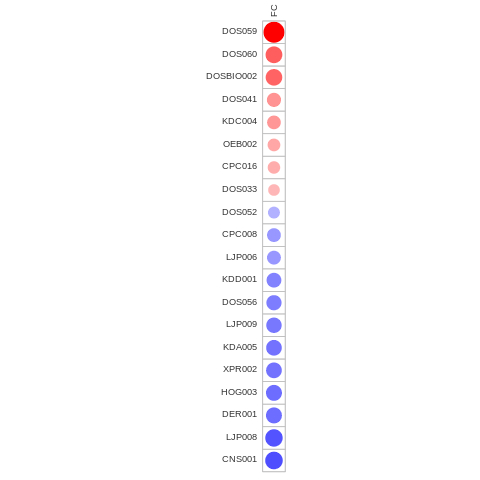 FC
DOS059
DOS060
DOSBIO002
DOS041
KDC004
OEB002
CPC016
DOS033
DOS052
CPC008
LJP006
KDD001
DOS056
LJP009
KDA005
XPR002
HOG003
DER001
LJP008
CNS001